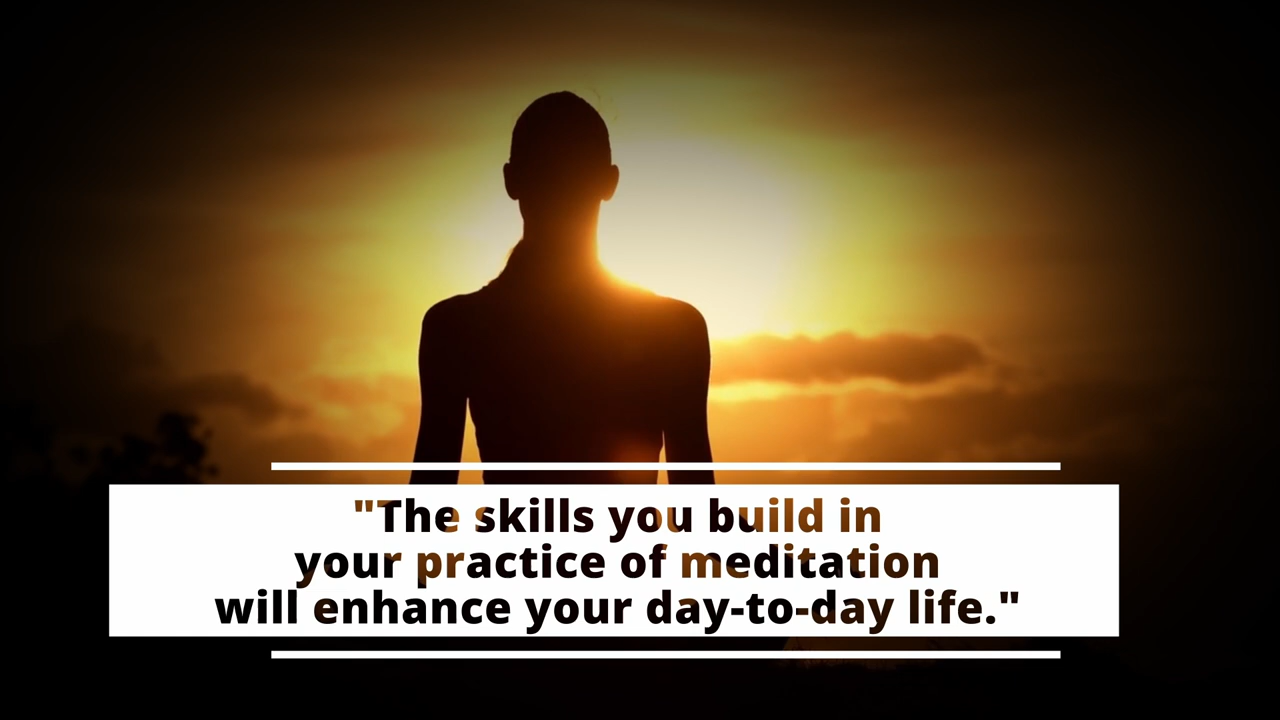 "The skills you build in
your practice of meditation
will enhance your day-to-day life."